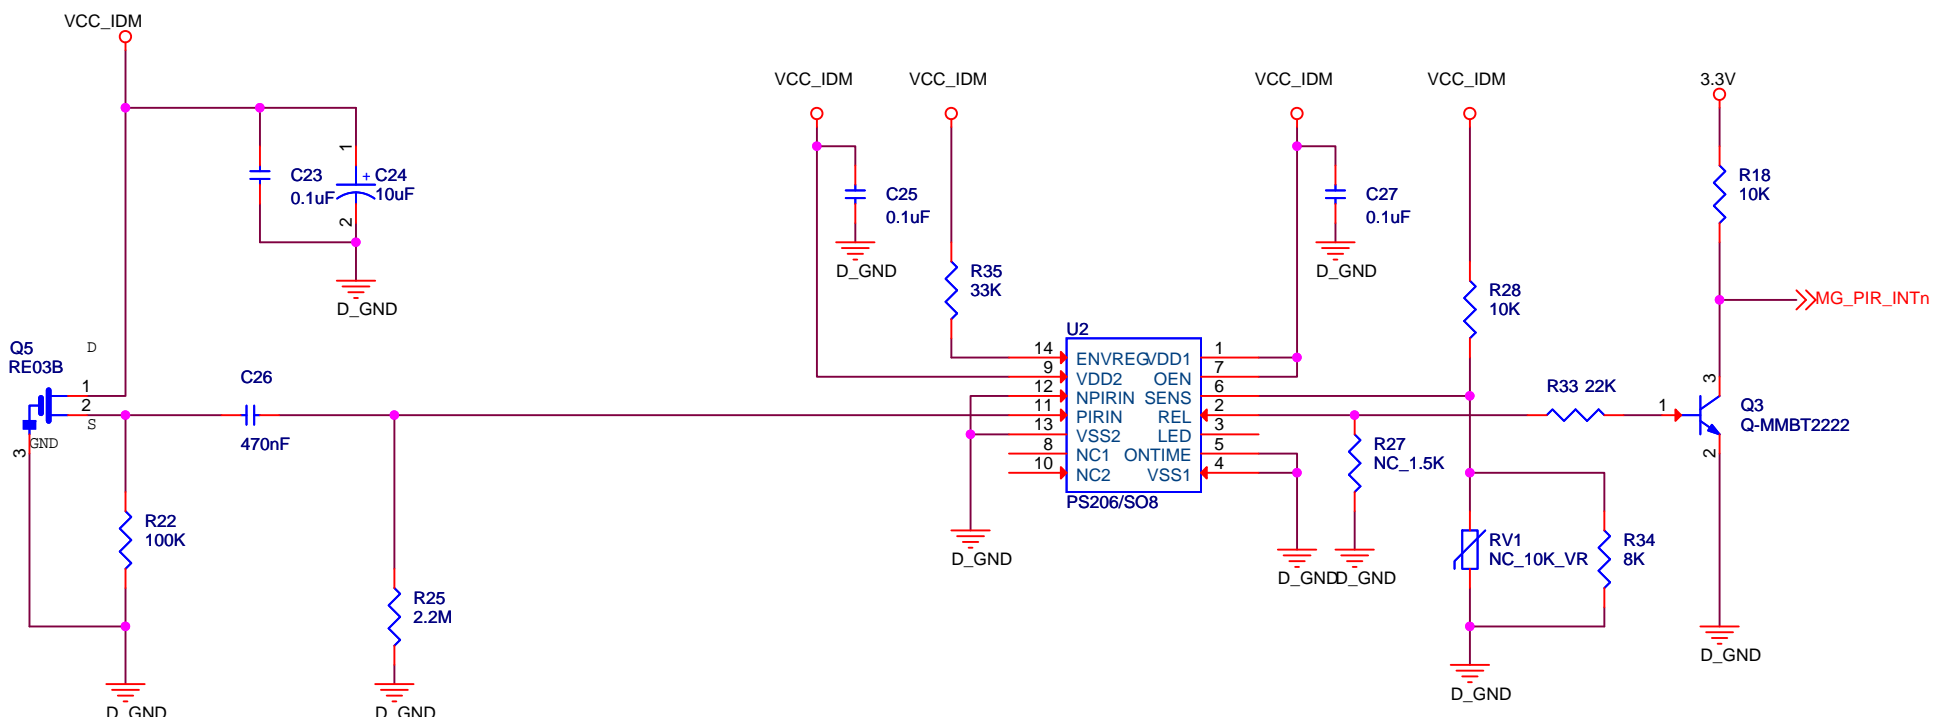 VCC_IDM
VCC_IDM
VCC_IDM
VCC_IDM
VCC_IDM
3.3V
1
C23
0.1uF
+
C24
10uF
2
D_GND
C25
0.1uF
D_GND
R35
33K
C27
0.1uF
D_GND
R28
10K
R18
10K
MG_PIR_INTn
Q5
RE03B
D
1
2
S
GND
3
C26
470nF
R22
100K
D_GND
R25
2.2M
D_GND
U2
14 ENVREG VDD1 1
9 VDD2 OEN 7
12 NPIRIN SENS 6
11 PIRIN REL 2
13 VSS2 LED 3
8 NC1 ONTIME 5
10 NC2 VSS1 4
PS206/SO8
D_GND
D_GND
R27
NC_1.5K
D_GND
R33 22K
1
3
Q3
Q-MMBT2222
2
RV1
NC_10K_VR
R34
8K
D_GND
D_GND